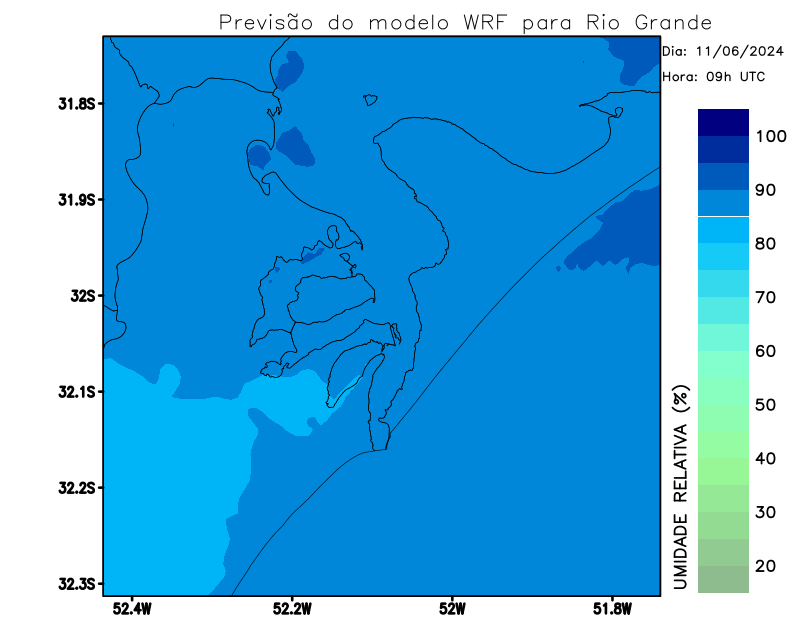 Previsão do modelo WRF para Rio Grande
Dia: 11/06/2024
Hora: 09h UTC
31.8S
31.9S
32S
32.1S
32.2S
32.3S
52.4W
52.2W
52W
51.8W
100
90
80
70
60
50
40
30
20
UMIDADE RELATIVA (%)